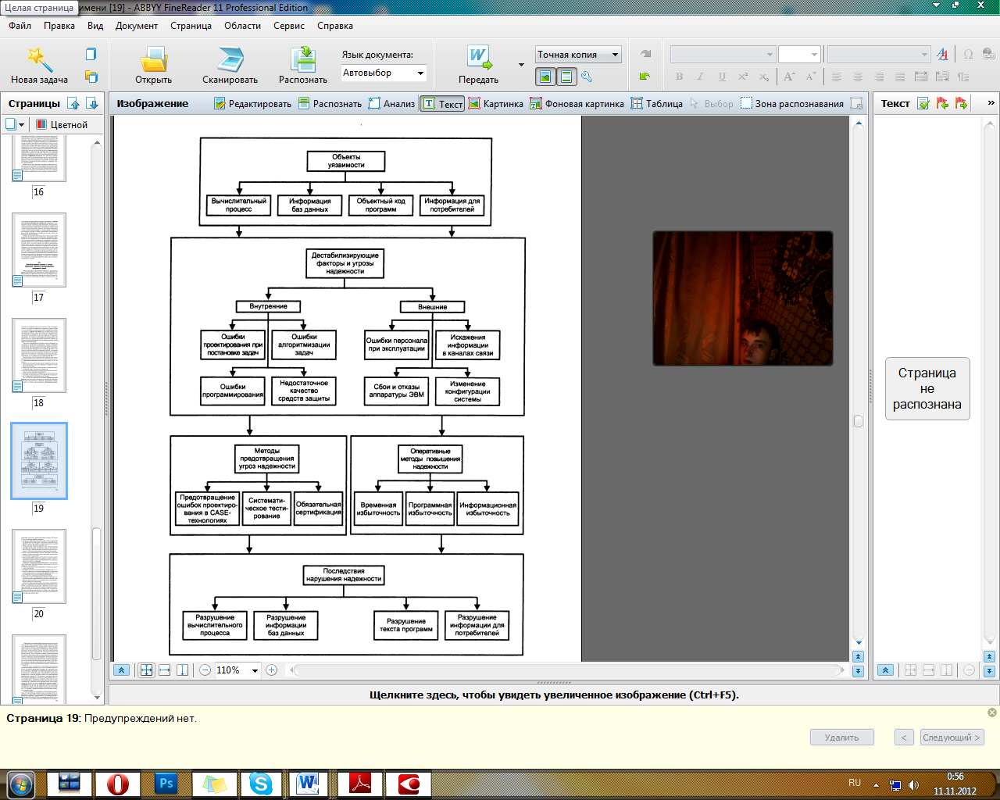 Целая страница
имени [19] - ABBYY FineReader 11 Professional Edition
Файл Правка Вид Документ Страница Области Сервис Справка
Новая задача
Открыть
Сканировать
Распознать
Язык документа:
Автовыбор
Передать
Точная копия
Страницы
Изображение
Редактировать
Распознать
Анализ
Текст
Картинка
Фоновая картинка
Таблица
Выбор
Зона распознавания
Текст
Цветной
16
17
18
19
20
Объекты
уязвимости
Вычислительный
процесс
Информация
баз данных
Объектный код
программ
Информация для
потребителей
Дестабилизирующие
факторы и угрозы
надежности
Внутренние
Внешние
Ошибки
проектирования при
постановке задач
Ошибки
алгоритмизации
задач
Ошибки персонала
при эксплуатации
Искажения
информации
в каналах связи
Ошибки
программирования
Недостаточное
качество
средств защиты
Сбои и отказы
аппаратуры ЭВМ
Изменение
конфигурации
системы
Методы
предотвращения
угроз надежности
Оперативные
методы повышения
надежности
Предотвращение
ошибок проектиро-
вания в CASE-
технологиях
Системати-
ческое тести-
рование
Обязательная
сертификация
Временная
избыточность
Программная
избыточность
Информационная
избыточность
Последствия
нарушения надежности
Разрушение
вычислительного
процесса
Разрушение
информации
баз данных
Разрушение
текста программ
Разрушение
информации для
потребителей
Страница
не
распознана
110%
Щелкните здесь, чтобы увидеть увеличенное изображение (Ctrl+F5).
Страница 19: Предупреждений нет.
Удалить
<
Следующий >
Ps
RU
0:56
11.11.2012